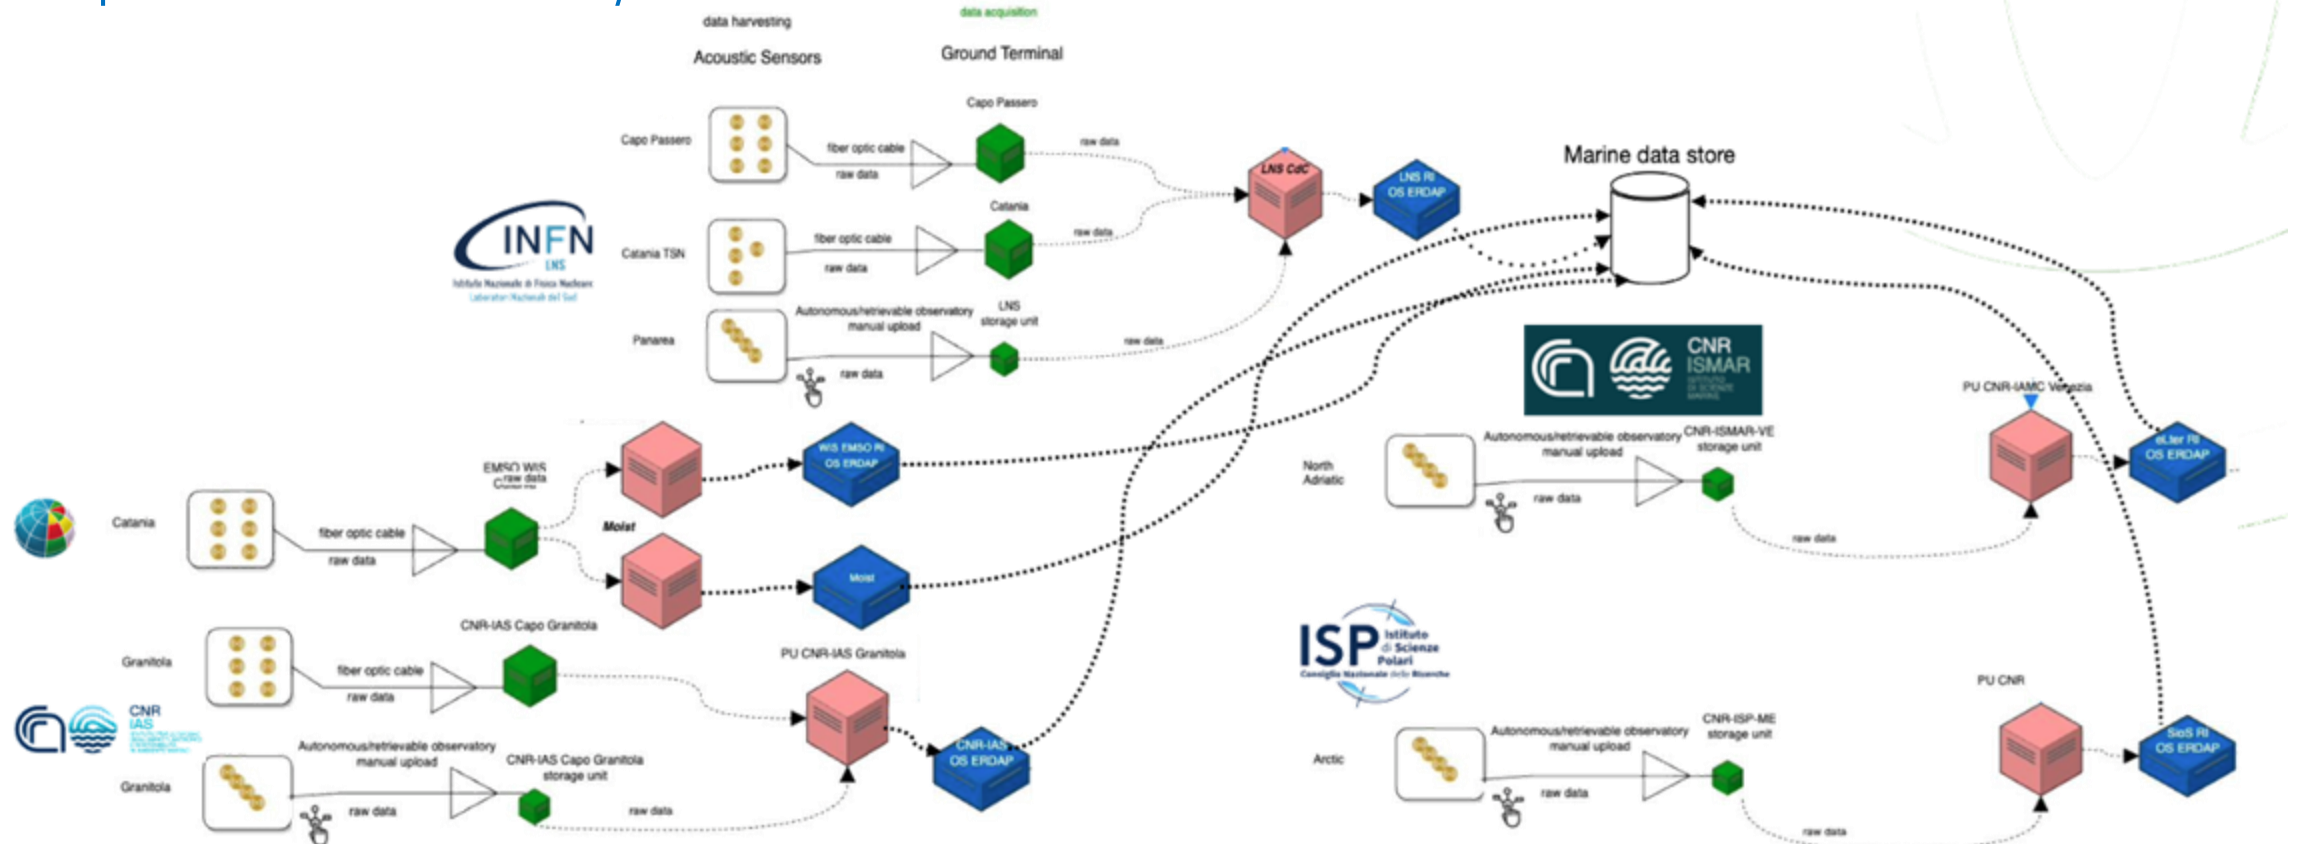 data harvesting
data acquisition
Acoustic Sensors
Ground Terminal
Capo Passero
Capo Passero
fiber optic cable
raw data
raw data
LNS CdC
LNS RI
OS ERDAP
Marine data store
INFN
LNS
Istituto Nazionale di Fisica Nucleare
Laboratori Nazionali del Sud
Catania
Catania TSN
fiber optic cable
raw data
raw data
Panarea
Autonomous/retrievable observatory
manual upload
raw data
LNS
storage unit
raw data
CNR
ISMAR
ISTITUTO
DI SCIENZE
MARINE
EMSO WIS
raw data
WIS EMSO RI
OS ERDAP
Catania
fiber optic cable
raw data
Moist
Moist
North
Adriatic
Autonomous/retrievable observatory
manual upload
raw data
CNR-ISMAR-VE
storage unit
raw data
PU CNR-IAMC Venezia
eLter RI
OS ERDAP
CNR-IAS Capo Granitola
Granitola
fiber optic cable
raw data
PU CNR-IAS Granitola
CNR-IAS
OS ERDAP
CNR
IAS
Granitola
Autonomous/retrievable observatory
manual upload
raw data
CNR-IAS Capo Granitola
storage unit
raw data
ISP
Istituto
di Scienze
Polari
Consiglio Nazionale delle Ricerche
Arctic
Autonomous/retrievable observatory
manual upload
raw data
CNR-ISP-ME
storage unit
raw data
PU CNR
SioS RI
OS ERDAP